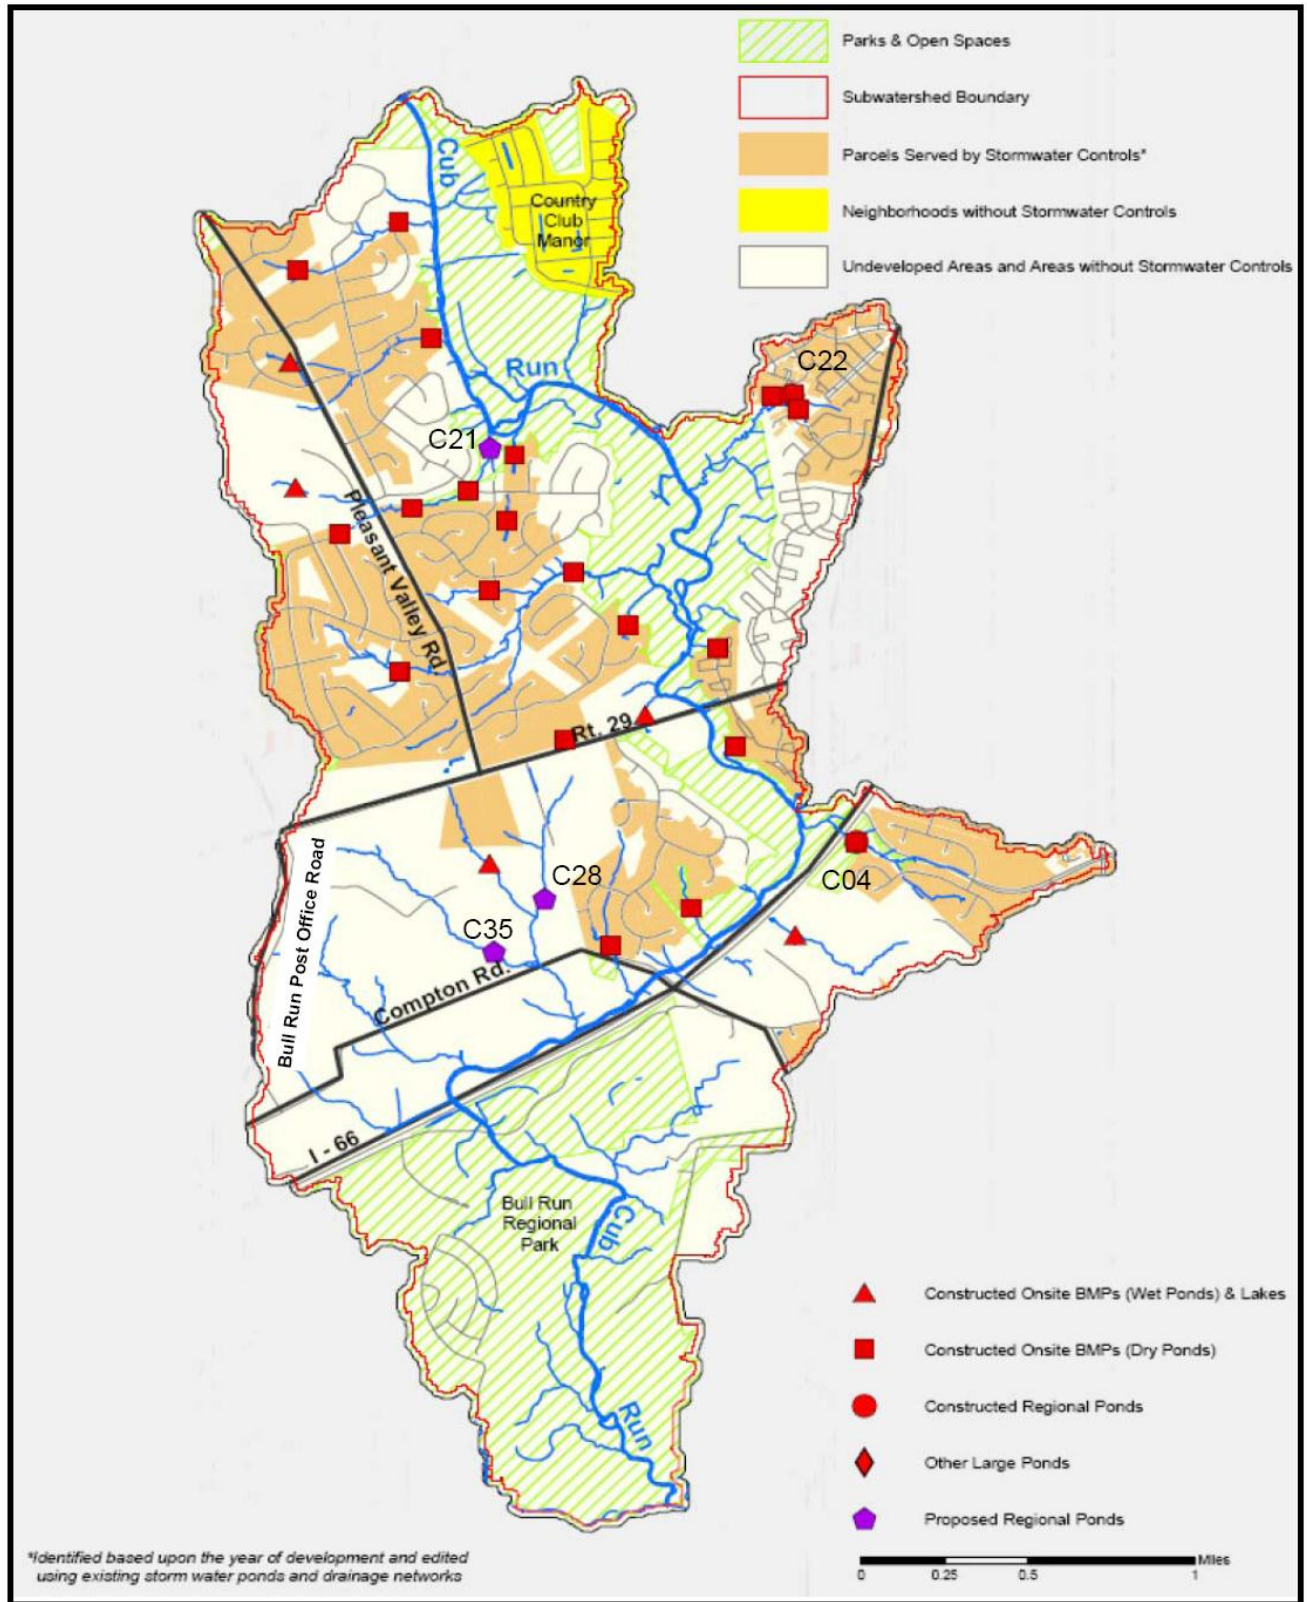 Parks & Open Spaces
Subwatershed Boundary
Parcels Served by Stormwater Controls*
Neighborhoods without Stormwater Controls
Undeveloped Areas and Areas without Stormwater Controls
Cub
Country
Club
Manor
Run
C22
C21
Pleasant Valley Rd.
Rt. 29
C28
C04
C35
Compton Rd.
Bull Run Post Office Road
I - 66
Bull Run
Regional
Park
Cub
Run
Constructed Onsite BMPs (Wet Ponds) & Lakes
Constructed Onsite BMPs (Dry Ponds)
Constructed Regional Ponds
Other Large Ponds
Proposed Regional Ponds
*Identified based upon the year of development and edited
using existing storm water ponds and drainage networks
Miles
0 0.25 0.5 1